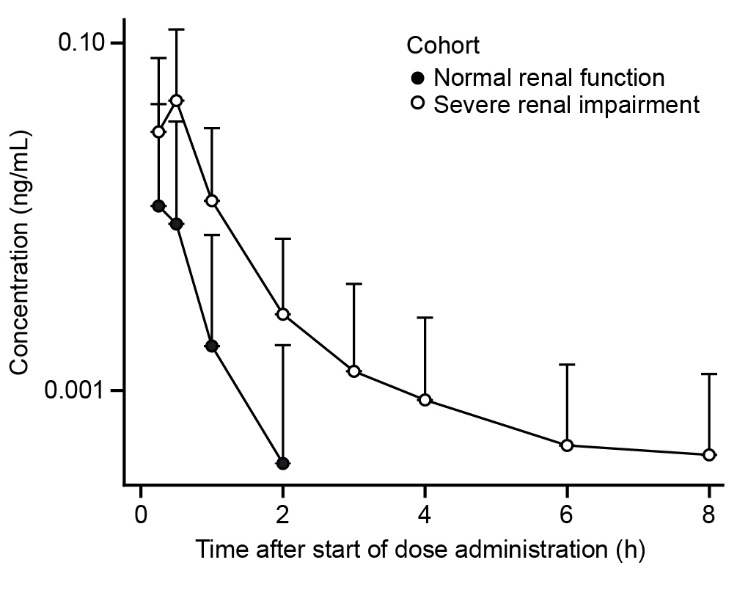 Cohort
Normal renal function
Severe renal impairment
Concentration (ng/mL)
0.10
0.001
0 2 4 6 8
Time after start of dose administration (h)